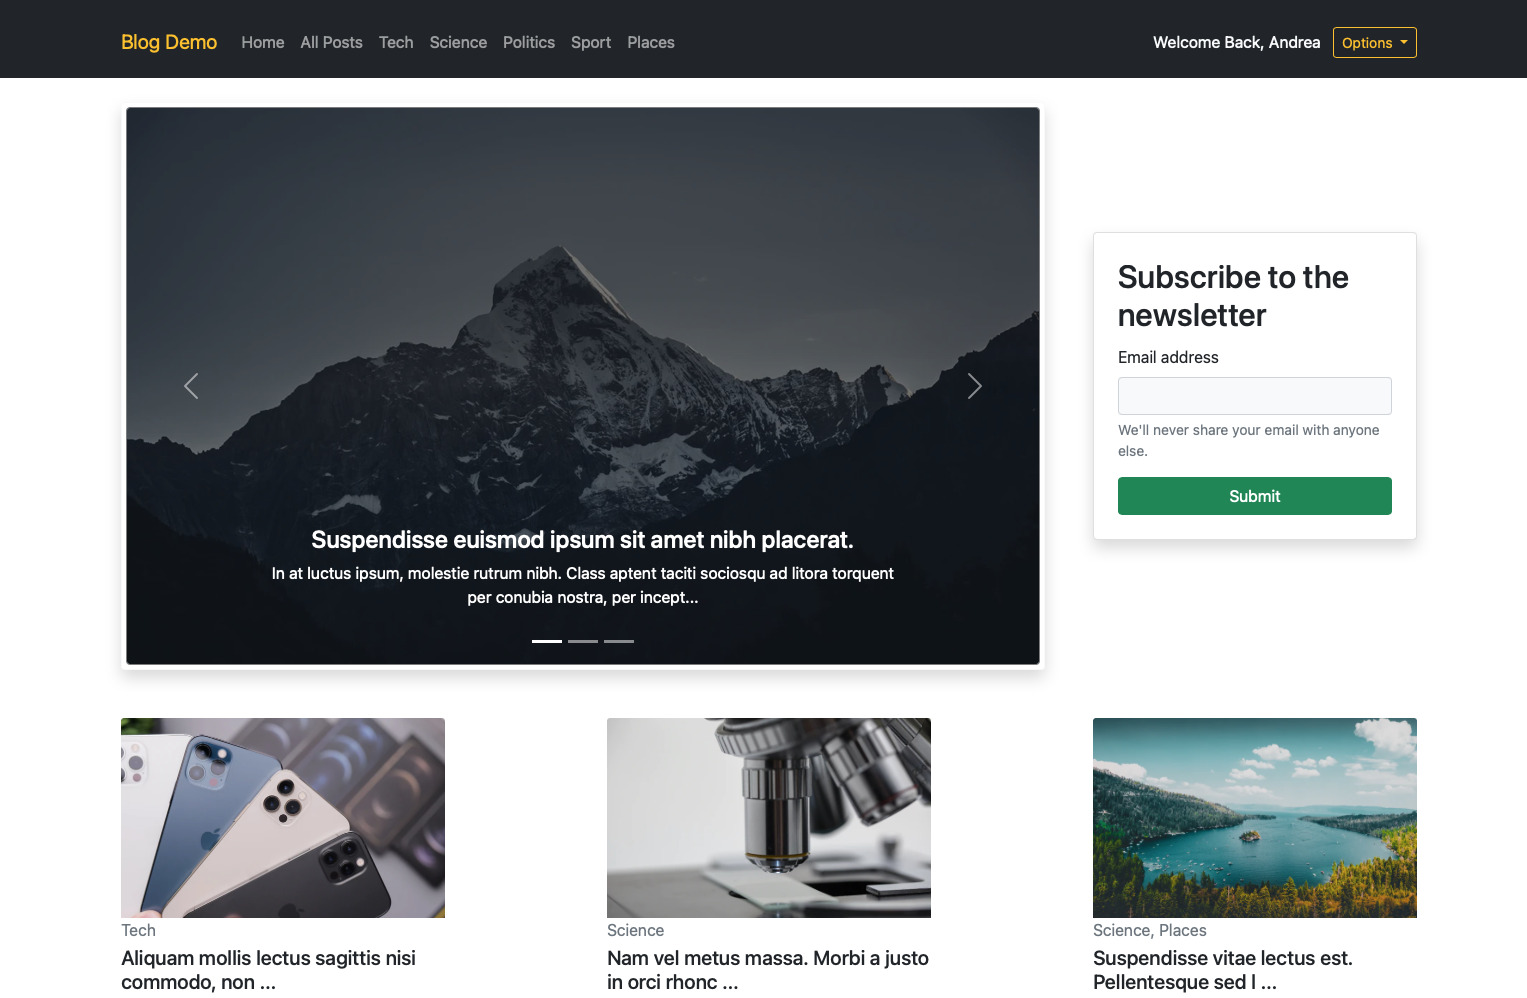 Blog Demo Home All Posts Tech Science Politics Sport Places Welcome Back, Andrea Options
Suspendisse euismod ipsum sit amet nibh placerat.
In at luctus ipsum, molestie rutrum nibh. Class aptent taciti sociosqu ad litora torquent
per conubia nostra, per incept...
Subscribe to the
newsletter
Email address
We'll never share your email with anyone
else.
Submit
Tech
Aliquam mollis lectus sagittis nisi
commodo, non ...
Science
Nam vel metus massa. Morbi a justo
in orci rhonc ...
Science, Places
Suspendisse vitae lectus est.
Pellentesque sed l ...